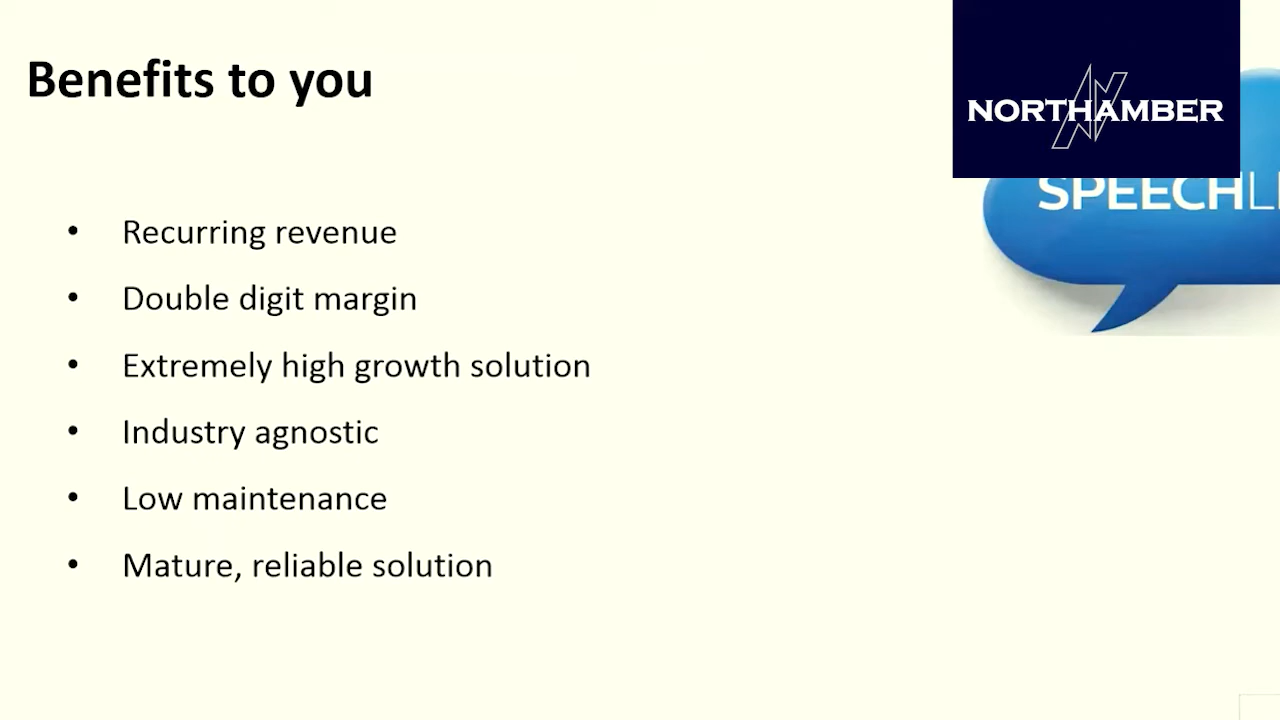 Benefits to you
NORTHAMBER
SPEECH
• Recurring revenue
• Double digit margin
• Extremely high growth solution
• Industry agnostic
• Low maintenance
• Mature, reliable solution